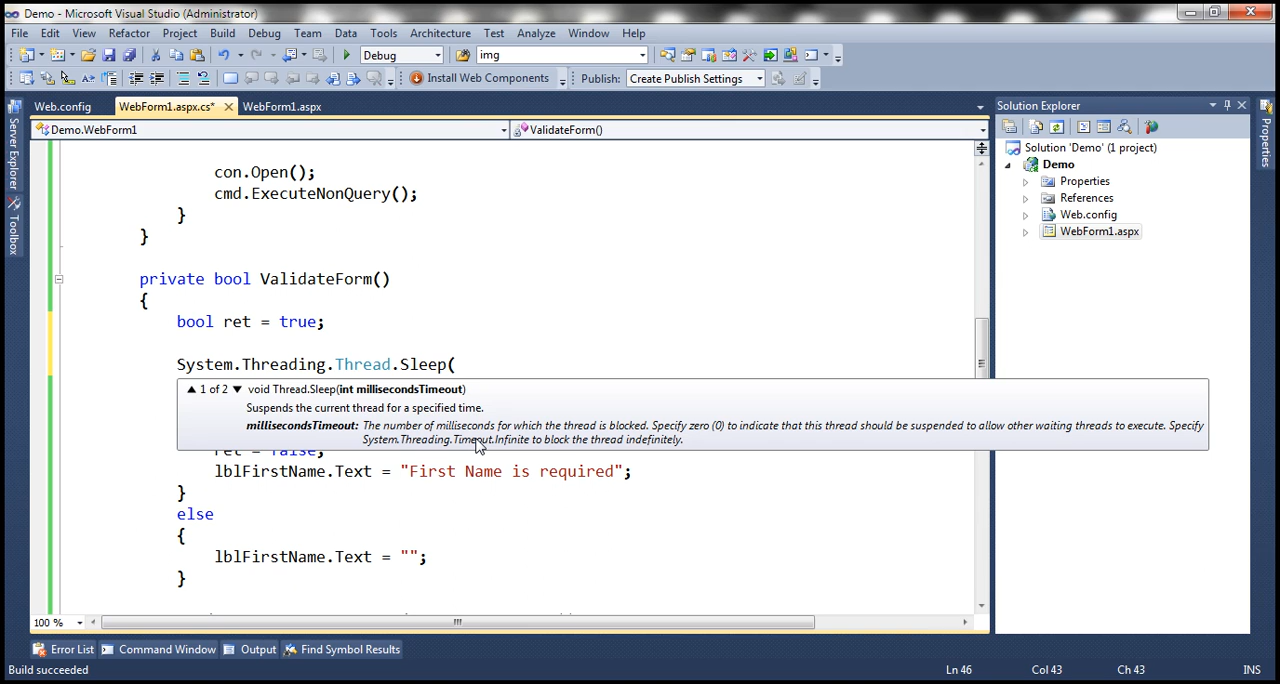 Demo - Microsoft Visual Studio (Administrator)
File Edit View Refactor Project Build Debug Team Data Tools Architecture Test Analyze Window Help
Debug img
Install Web Components Publish: Create Publish Settings
Web.config WebForm1.aspx.cs* WebForm1.aspx
Solution Explorer
Demo.WebForm1 ValidateForm()
Server Explorer
Toolbox
Properties
Solution 'Demo' (1 project)
Demo
Properties
References
Web.config
WebForm1.aspx
con.Open();
cmd.ExecuteNonQuery();
}
}
private bool ValidateForm()
{
bool ret = true;
System.Threading.Thread.Sleep(
1 of 2 void Thread.Sleep(int millisecondsTimeout)
Suspends the current thread for a specified time.
millisecondsTimeout: The number of milliseconds for which the thread is blocked. Specify zero (0) to indicate that this thread should be suspended to allow other waiting threads to execute. Specify
System.Threading.Timeout.Infinite to block the thread indefinitely.
ret = false;
lblFirstName.Text = "First Name is required";
}
else
{
lblFirstName.Text = "";
}
100 %
Error List Command Window Output Find Symbol Results
Build succeeded Ln 46 Col 43 Ch 43 INS